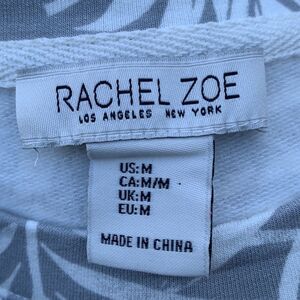 RACHEL ZOE
LOS ANGELES NEW YORK
US:M
CA:M/M
UK:M
EU:M
MADE IN CHINA